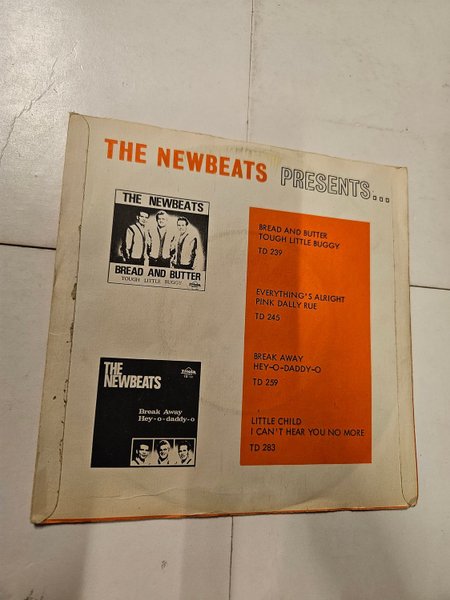 THE NEWBEATS PRESENTS...
THE NEWBEATS
BREAD AND BUTTER
TOUGH LITTLE BUGGY
BREAD AND BUTTER
TOUGH LITTLE BUGGY
TD 239
EVERYTHING'S ALRIGHT
PINK DALLY RUE
TD 245
THE
NEWBEATS
Break Away
Hey-o-daddy-o
BREAK AWAY
HEY-O-DADDY-O
TD 259
LITTLE CHILD
I CAN'T HEAR YOU NO MORE
TD 283